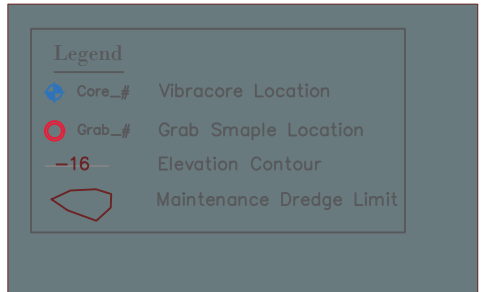 Legend
Core_# Vibracore Location
Grab_# Grab Smaple Location
-16 Elevation Contour
Maintenance Dredge Limit